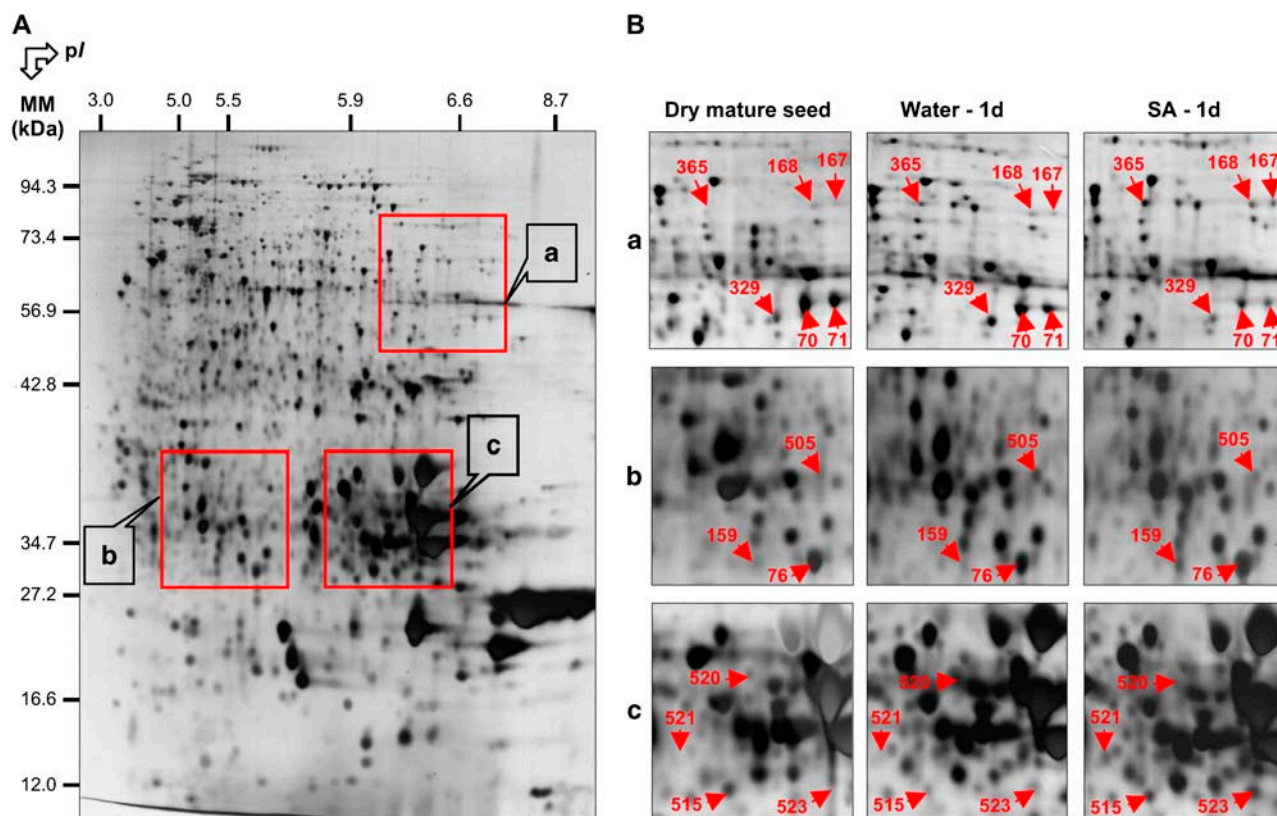 A
B
pI
MM
(kDa)
3.0 5.0 5.5 5.9 6.6 8.7
94.3
73.4
56.9
42.8
34.7
27.2
16.6
12.0
a
b
c
Dry mature seed
Water - 1d
SA - 1d
a
365 168 167
329
70 71
365 168 167
329
70 71
365 168 167
329
70 71
b
505
159
76
505
159
76
505
159
76
c
520
521
515 523
520
521
515 523
520
521
515 523